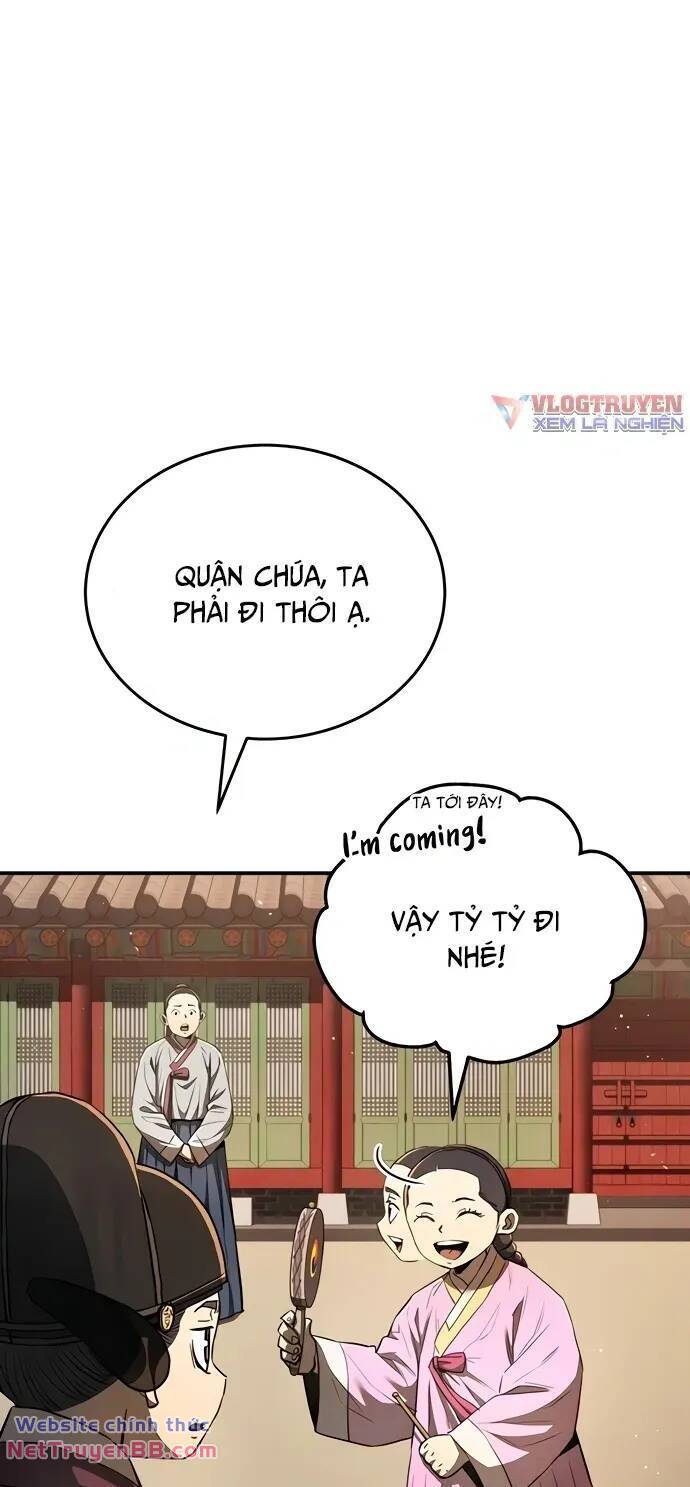 VLOGTRUYEN
XEM LÀ NGHIỆN
QUẬN CHÚA, TA
PHẢI ĐI THÔI Ạ.
TA TỚI ĐÂY!
I'm coming!
VẬY TỶ TỶ ĐI
NHÉ!
Website chính thức
NetTruyenBB.com